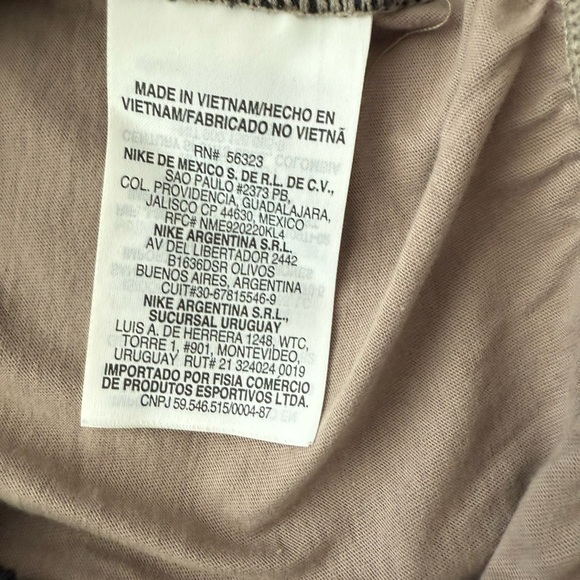 MADE IN VIETNAM/HECHO EN
VIETNAM/FABRICADO NO VIETNÃ
RN# 56323
NIKE DE MEXICO S. DE R.L. DE C.V.,
SAO PAULO #2373 PB,
COL. PROVIDENCIA, GUADALAJARA,
JALISCO CP 44630, MEXICO
RFC# NME920220KL4
NIKE ARGENTINA S.R.L.
AV DEL LIBERTADOR 2442
B1636DSR OLIVOS
BUENOS AIRES, ARGENTINA
CUIT#30-67815546-9
NIKE ARGENTINA S.R.L.,
SUCURSAL URUGUAY
LUIS A. DE HERRERA 1248, WTC,
TORRE 1, #901, MONTEVIDEO,
URUGUAY RUT# 21 324024 0019
IMPORTADO POR FISIA COMÉRCIO
DE PRODUTOS ESPORTIVOS LTDA.
CNPJ 59.546.515/0004-87